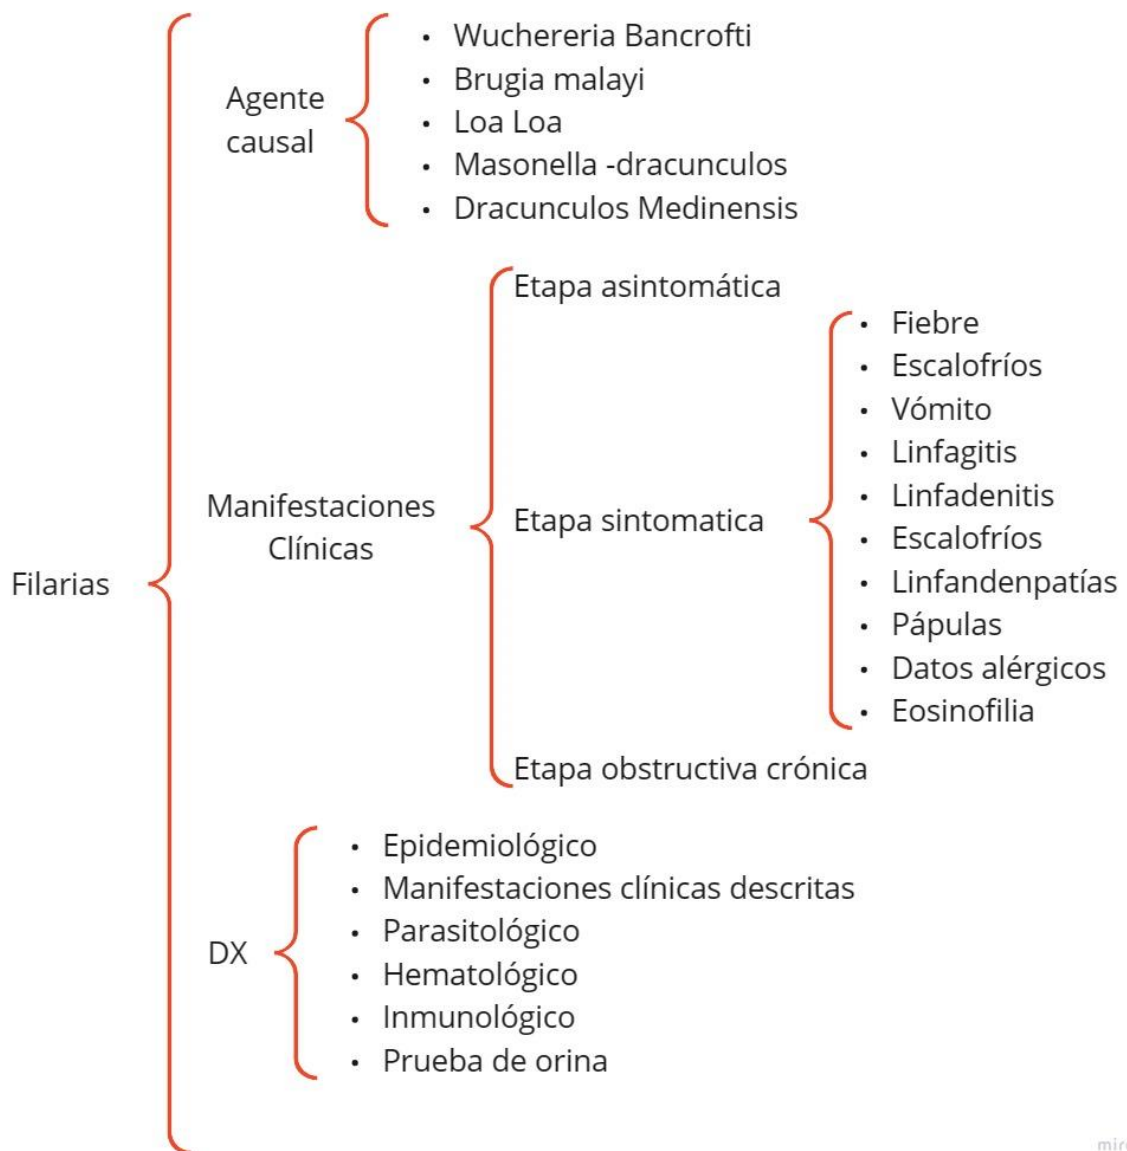 Filarias
Agente
causal
Wuchereria Bancrofti
Brugia malayi
Loa Loa
Masonella -dracunculos
Dracunculos Medinensis
Manifestaciones
Clínicas
Etapa asintomática
Etapa sintomatica
Fiebre
Escalofríos
Vómito
Linfagitis
Linfadenitis
Escalofríos
Linfandenpatías
Pápulas
Datos alérgicos
Eosinofilia
Etapa obstructiva crónica
DX
Epidemiológico
Manifestaciones clínicas descritas
Parasitológico
Hematológico
Inmunológico
Prueba de orina